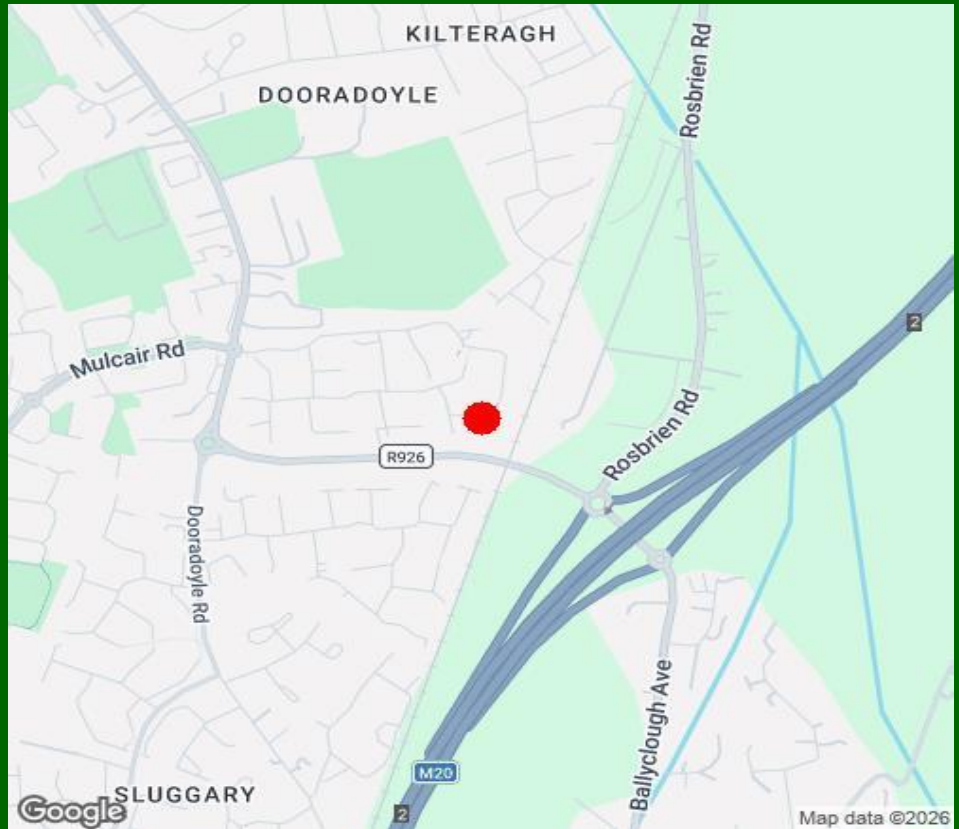 KILTERAGH
DOORADOYLE
Rosbrien Rd
2
Mulcair Rd
Rosbrien Rd
R926
Dooradoyle Rd
Ballyclough Ave
M20
SLUGGARY
2
Google
Map data ©2026